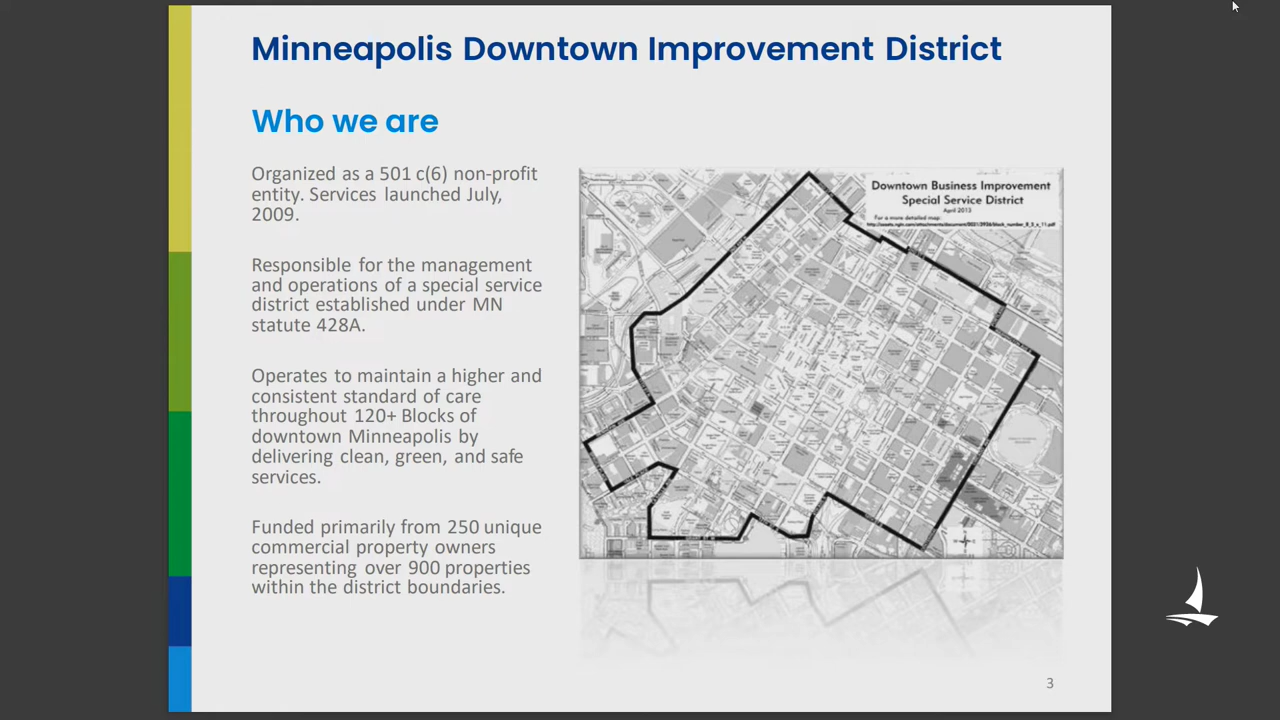 Minneapolis Downtown Improvement District
Who we are
Organized as a 501 c(6) non-profit
entity. Services launched July,
2009.
Responsible for the management
and operations of a special service
district established under MN
statute 428A.
Operates to maintain a higher and
consistent standard of care
throughout 120+ Blocks of
downtown Minneapolis by
delivering clean, green, and safe
services.
Funded primarily from 250 unique
commercial property owners
representing over 900 properties
within the district boundaries.
Downtown Business Improvement
Special Service District
April 2013
For a more detailed map:
3